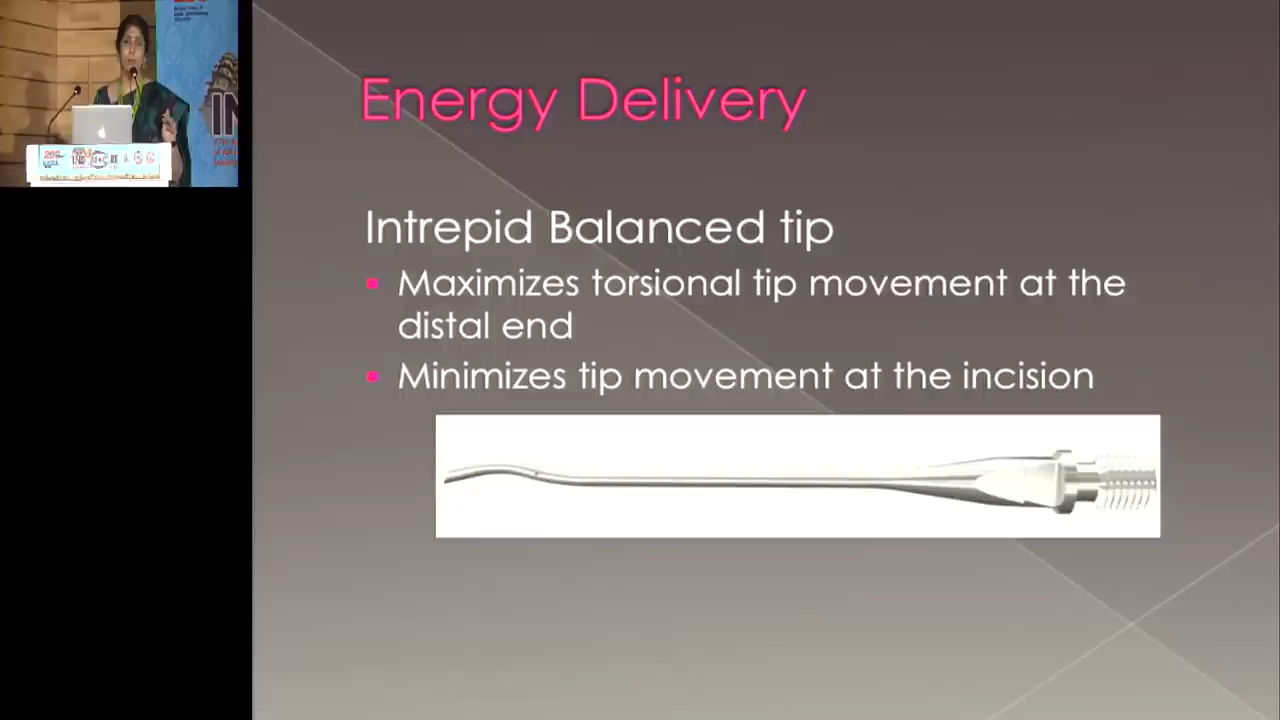 Energy Delivery
Intrepid Balanced tip
Maximizes torsional tip movement at the
distal end
Minimizes tip movement at the incision